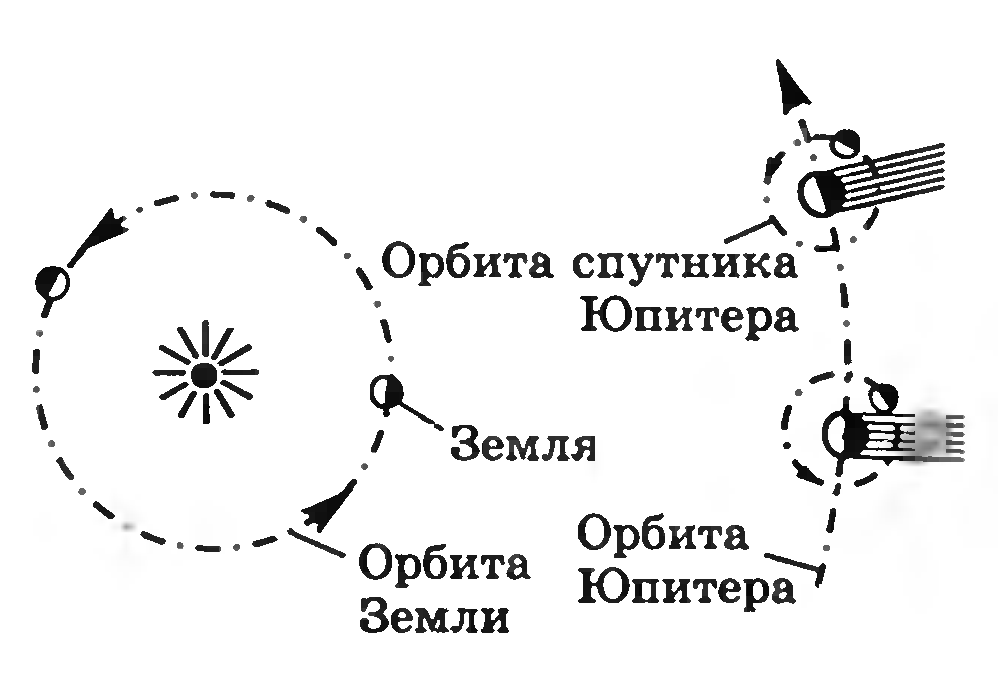 Орбита спутника
Юпитера
Земля
Орбита
Юпитера
Орбита
Земли